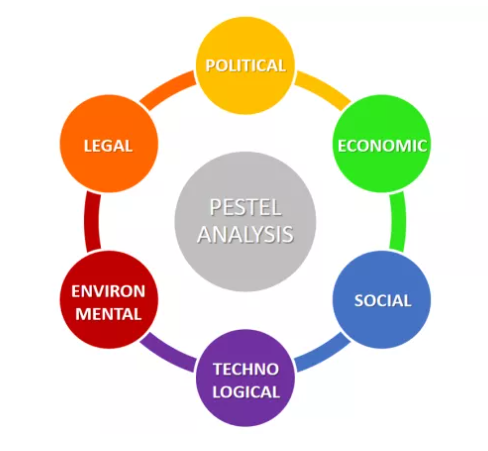 POLITICAL
ECONOMIC
SOCIAL
TECHNO
LOGICAL
ENVIRON
MENTAL
LEGAL
PESTEL
ANALYSIS